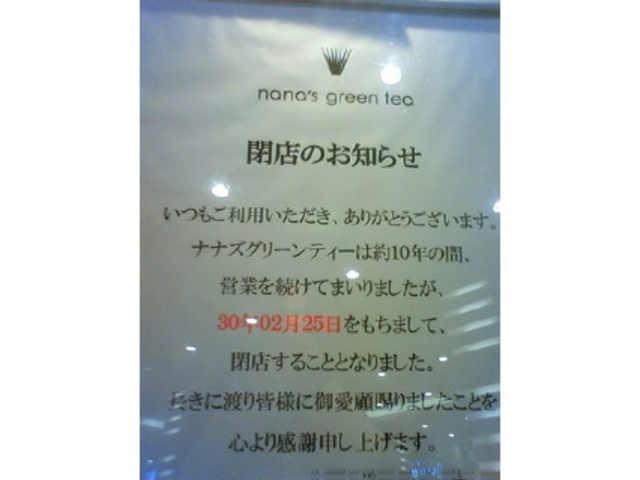 nana's green tea
閉店のお知らせ
いつもご利用いただき、ありがとうございます。
ナナズグリーンティーは約10年の間、
営業を続けてまいりましたが、
30年02月25日をもちまして、
閉店することとなりました。
長きに渡り皆様に御愛顧賜りましたことを
心より感謝申し上げます。